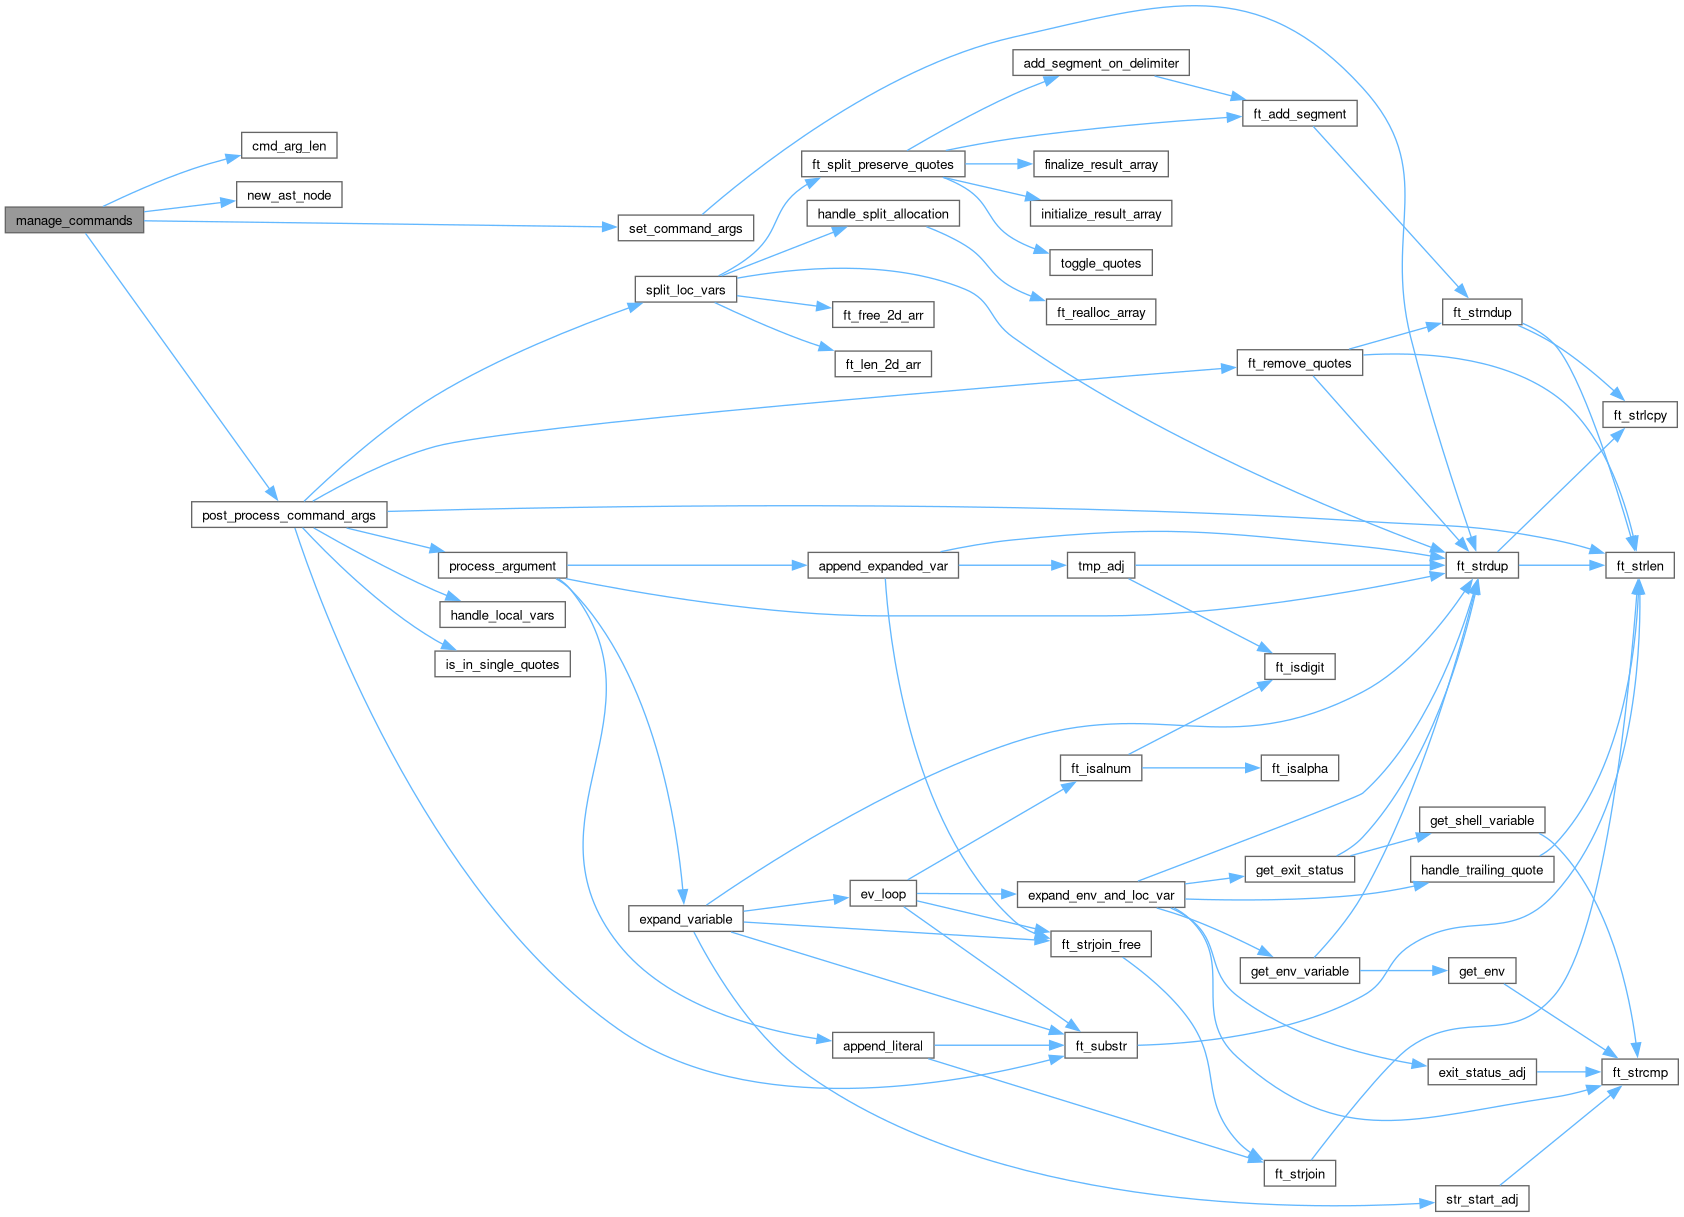 add_segment_on_delimiter
ft_add_segment
cmd_arg_len
ft_split_preserve_quotes
finalize_result_array
new_ast_node
manage_commands
set_command_args
handle_split_allocation
initialize_result_array
toggle_quotes
split_loc_vars
ft_free_2d_arr
ft_realloc_array
ft_strndup
ft_len_2d_arr
ft_remove_quotes
ft_strlcpy
post_process_command_args
process_argument
append_expanded_var
tmp_adj
ft_strdup
ft_strlen
handle_local_vars
is_in_single_quotes
ft_isdigit
ft_isalnum
ft_isalpha
get_shell_variable
get_exit_status
handle_trailing_quote
ev_loop
expand_env_and_loc_var
expand_variable
ft_strjoin_free
get_env_variable
get_env
append_literal
ft_substr
exit_status_adj
ft_strcmp
ft_strjoin
str_start_adj